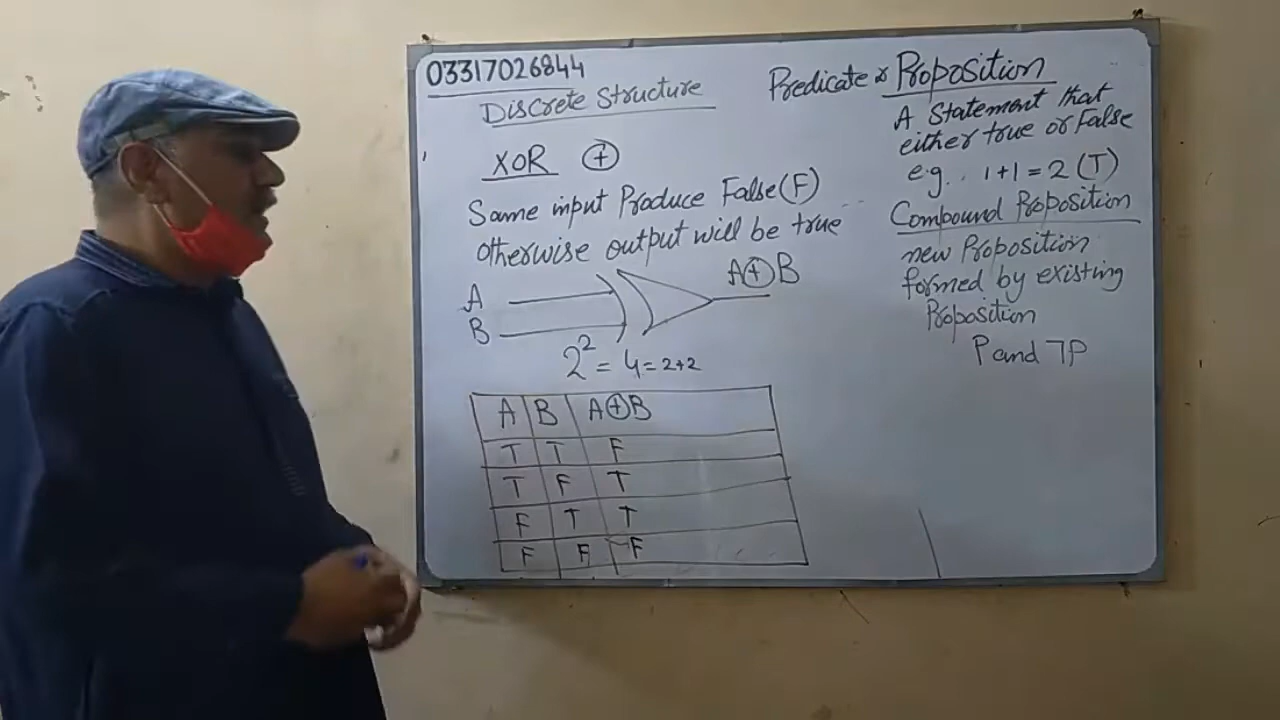 03317026844
Discrete Structure
XOR ⊕
Same input Produce False(F)
otherwise output will be true
A
B
A⊕B
2² = 4 = 2+2
A B A⊕B
T T F
T F T
F T T
F F F
Predicate & Proposition
A Statement that
either true or False
e.g. 1+1=2 (T)
Compound Proposition
new Proposition
formed by existing
Proposition
P and ㄱP